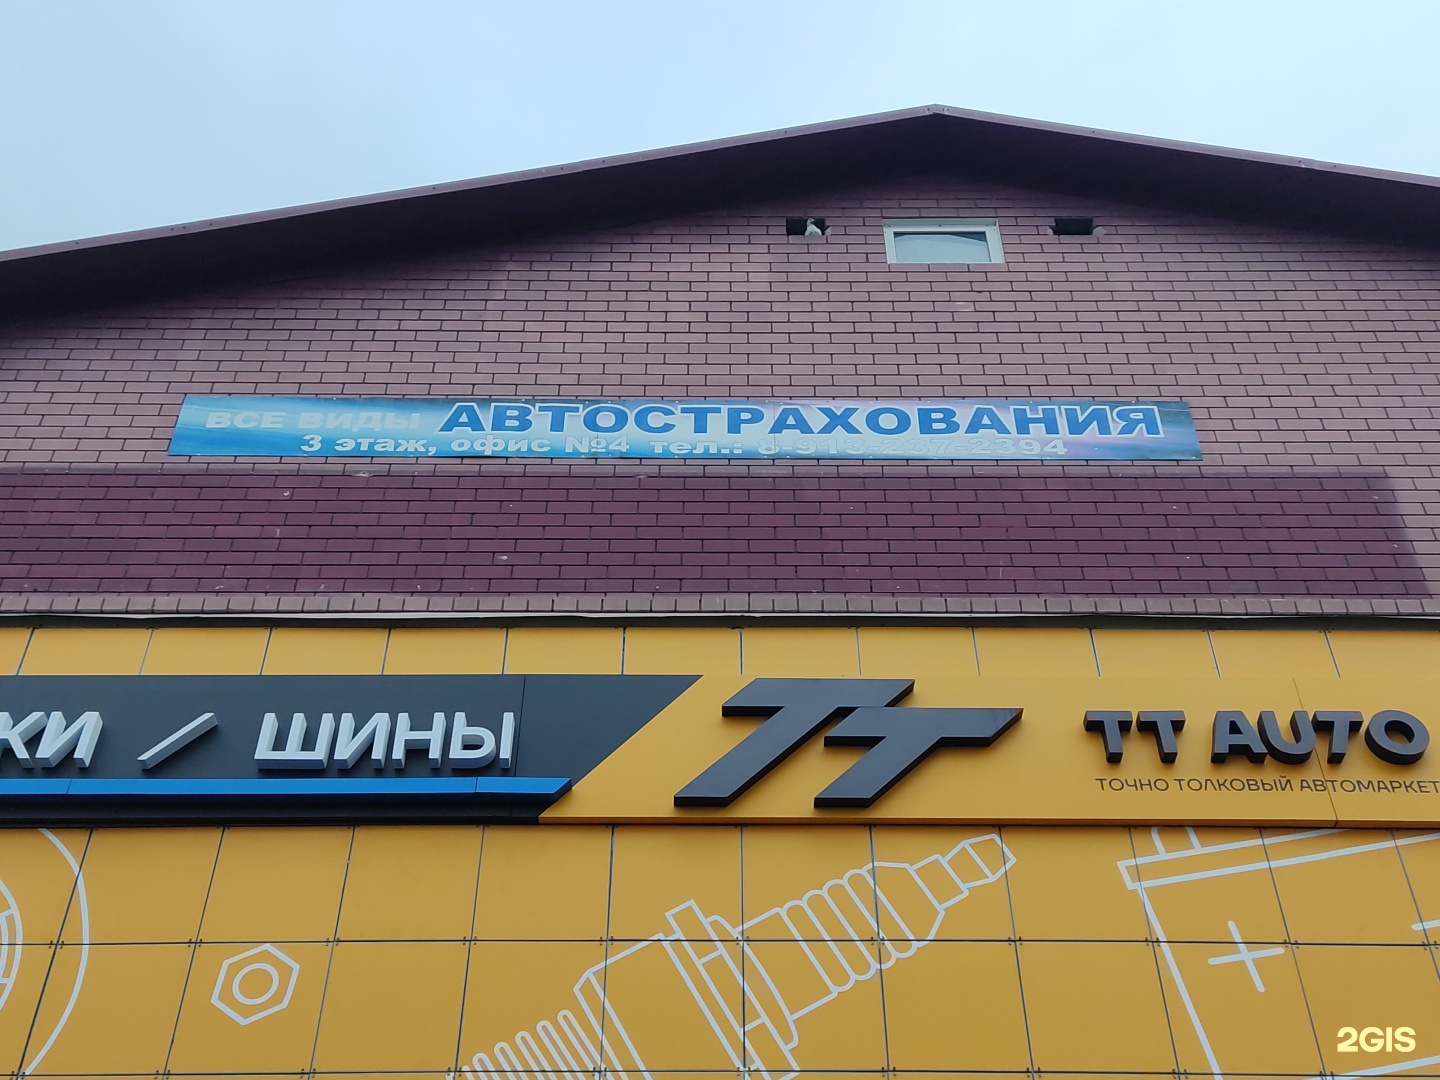 ВСЕ ВИДЫ АВТОСТРАХОВАНИЯ
3 этаж, офис №4 тел.: 8-913-237-2394
КИ / ШИНЫ
TT TT AUTO
ТОЧНО ТОЛКОВЫЙ АВТОМАРКЕТ
2GIS